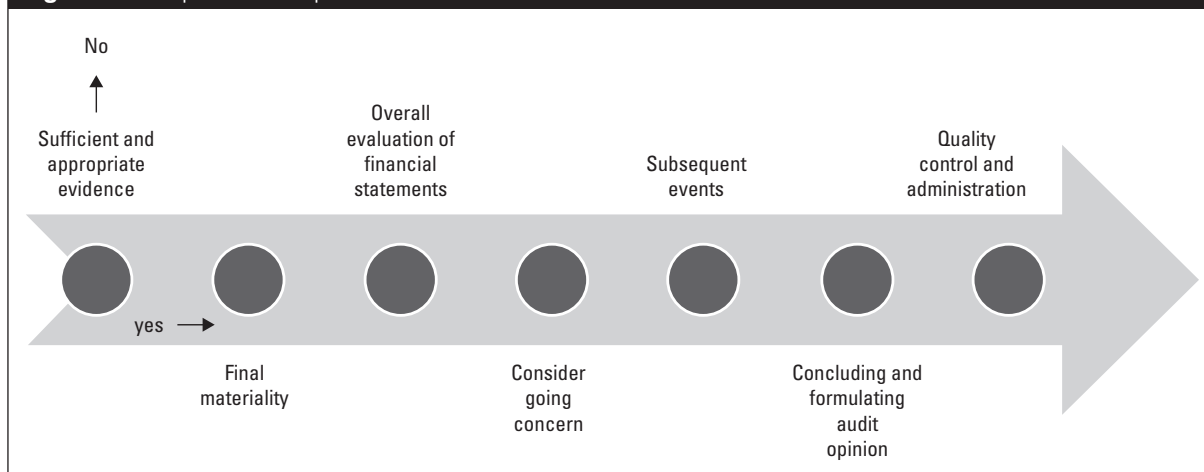 No
Sufficient and
appropriate
evidence
yes
Final
materiality
Overall
evaluation of
financial
statements
Consider
going
concern
Subsequent
events
Concluding and
formulating
audit
opinion
Quality
control and
administration